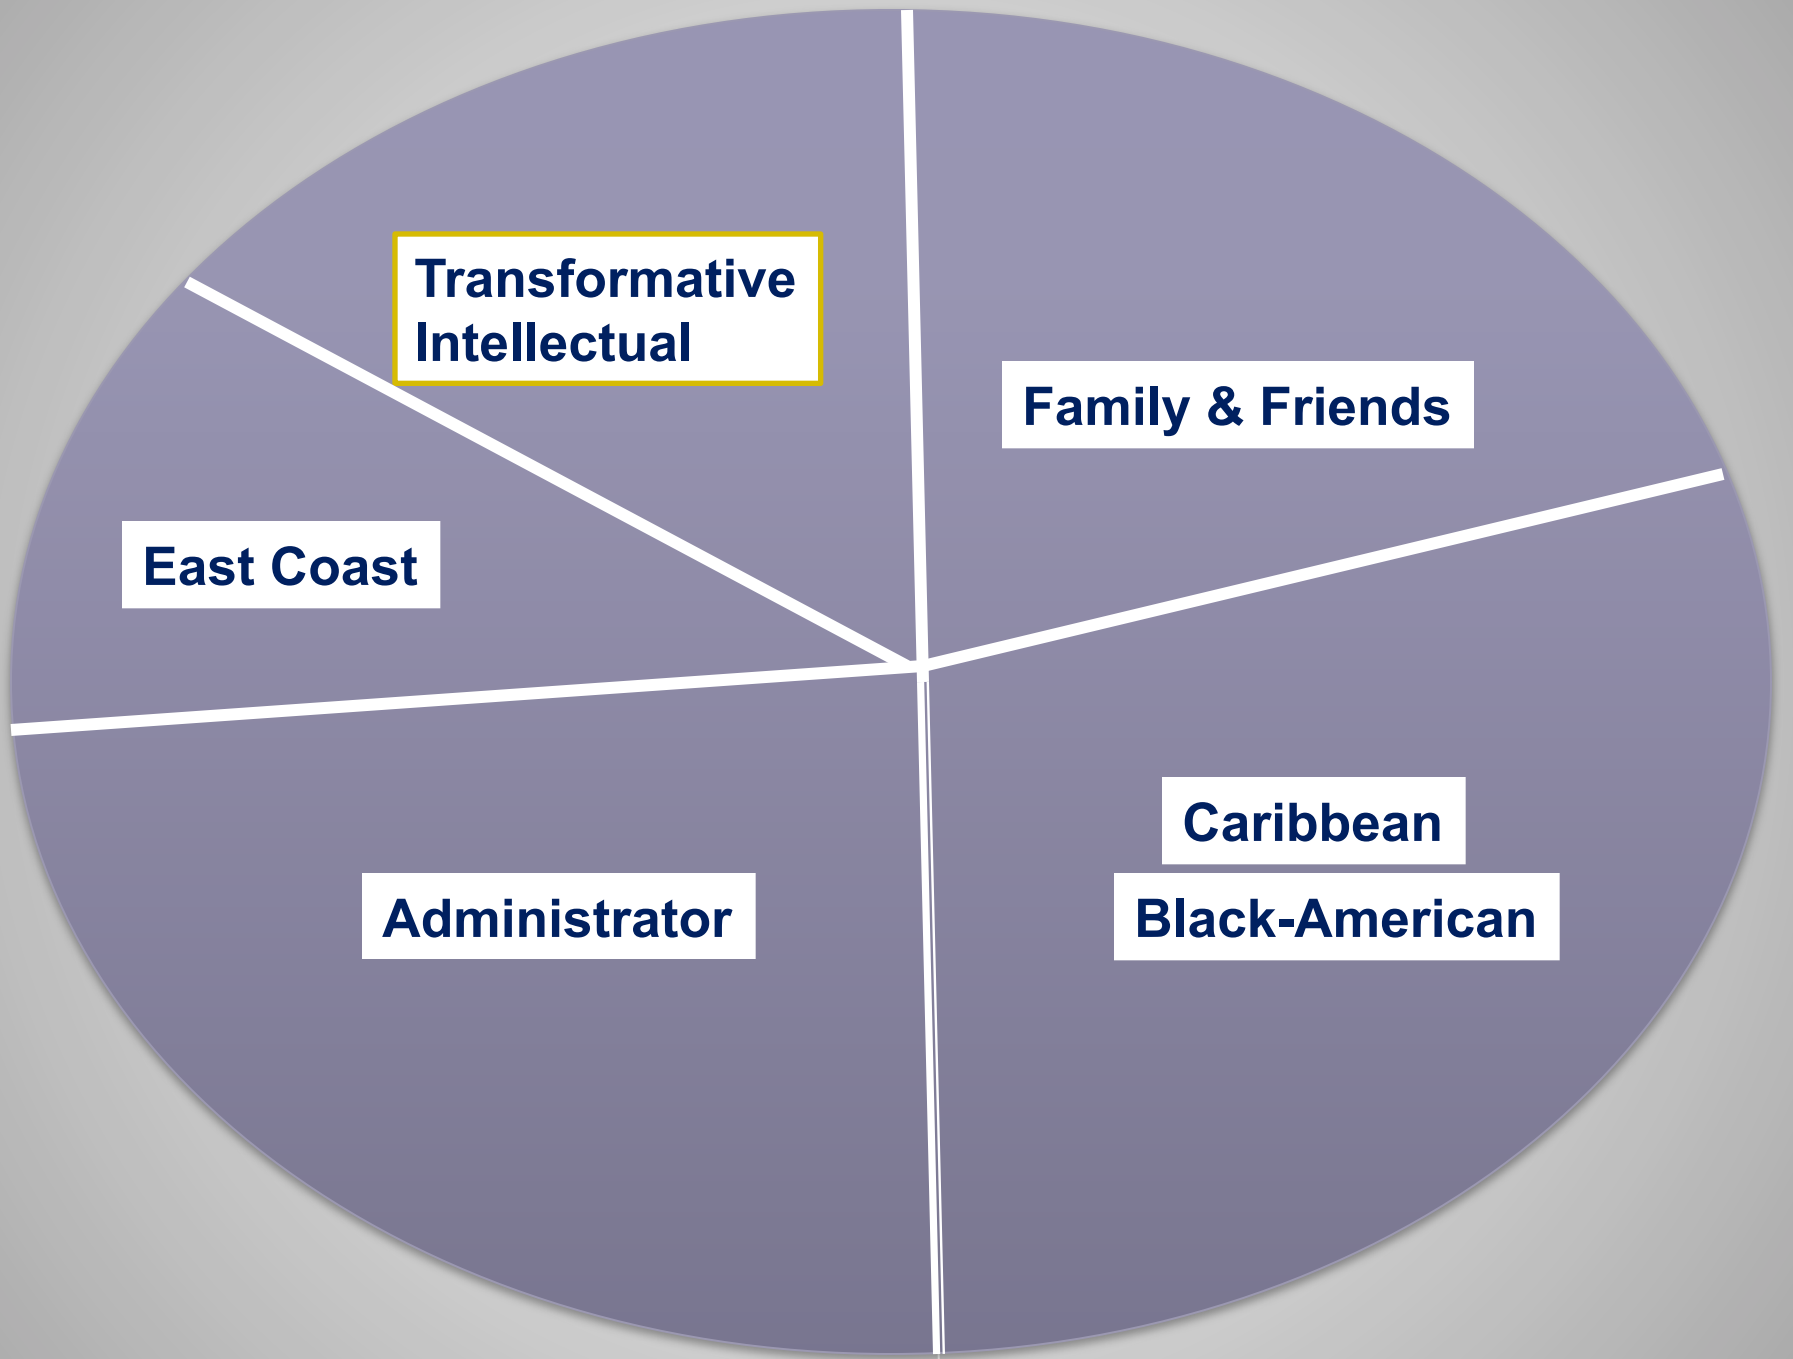 Transformative
Intellectual
Family & Friends
East Coast
Caribbean
Black-American
Administrator